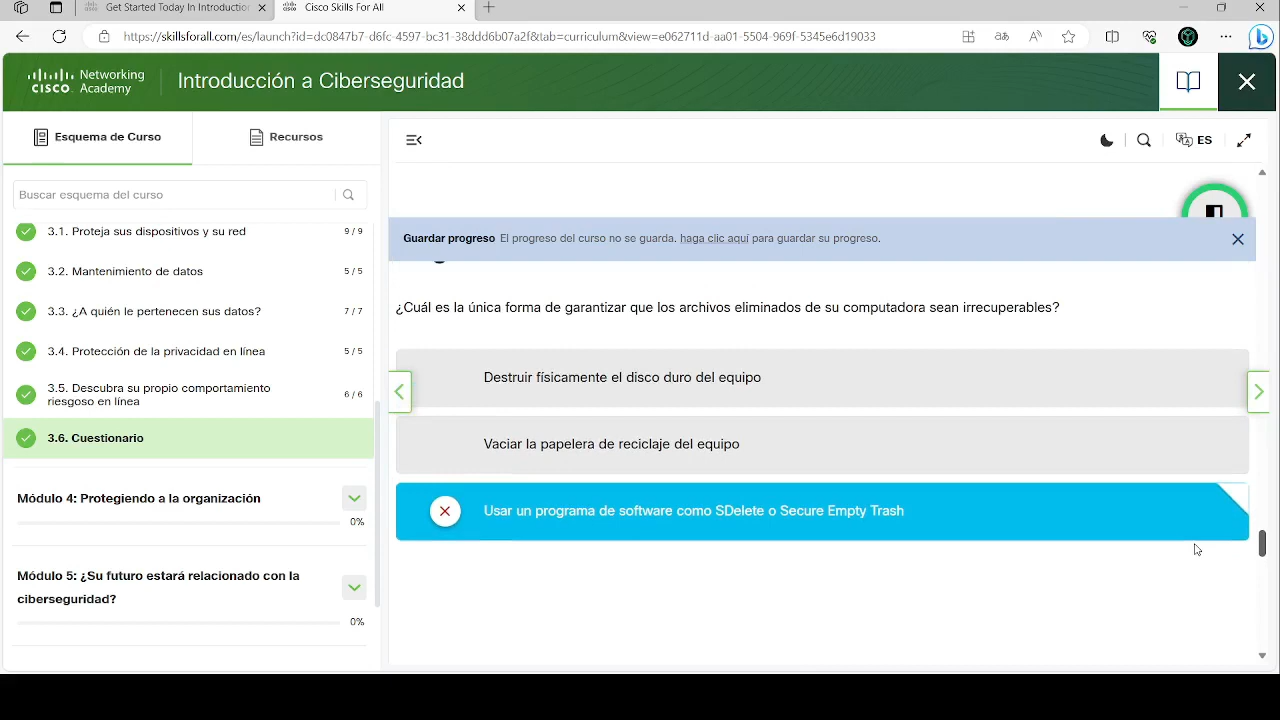 Get Started Today In Introduction
Cisco Skills For All
https://skillsforall.com/es/launch?id=dc0847b7-d6fc-4597-bc31-38ddd6b07a2f&tab=curriculum&view=e062711d-aa01-5504-969f-5345e6d19033
cisco Networking Academy
Introducción a Ciberseguridad
Esquema de Curso
Recursos
ES
Buscar esquema del curso
3.1. Proteja sus dispositivos y su red 9 / 9
3.2. Mantenimiento de datos 5 / 5
3.3. ¿A quién le pertenecen sus datos? 7 / 7
3.4. Protección de la privacidad en línea 5 / 5
3.5. Descubra su propio comportamiento
riesgoso en línea 6 / 6
3.6. Cuestionario
Módulo 4: Protegiendo a la organización
0%
Módulo 5: ¿Su futuro estará relacionado con la
ciberseguridad?
0%
Guardar progreso El progreso del curso no se guarda. haga clic aquí para guardar su progreso.
¿Cuál es la única forma de garantizar que los archivos eliminados de su computadora sean irrecuperables?
Destruir físicamente el disco duro del equipo
Vaciar la papelera de reciclaje del equipo
Usar un programa de software como SDelete o Secure Empty Trash